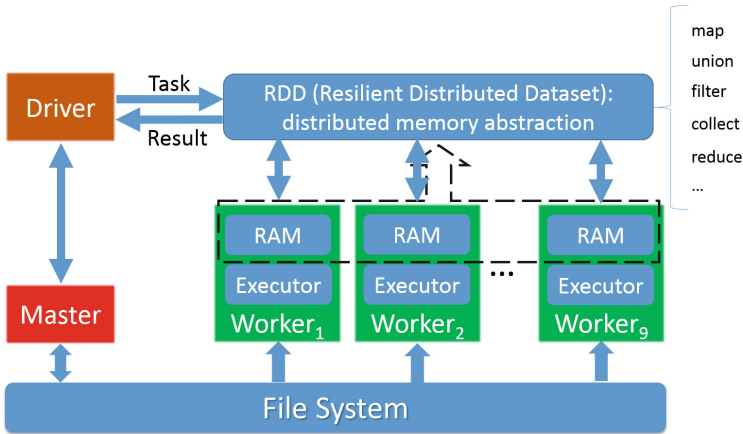 Driver
Task
Result
RDD (Resilient Distributed Dataset):
distributed memory abstraction
map
union
filter
collect
reduce
...
RAM
RAM
RAM
...
Executor
Executor
Executor
Worker₁
Worker₂
Worker₉
Master
File System